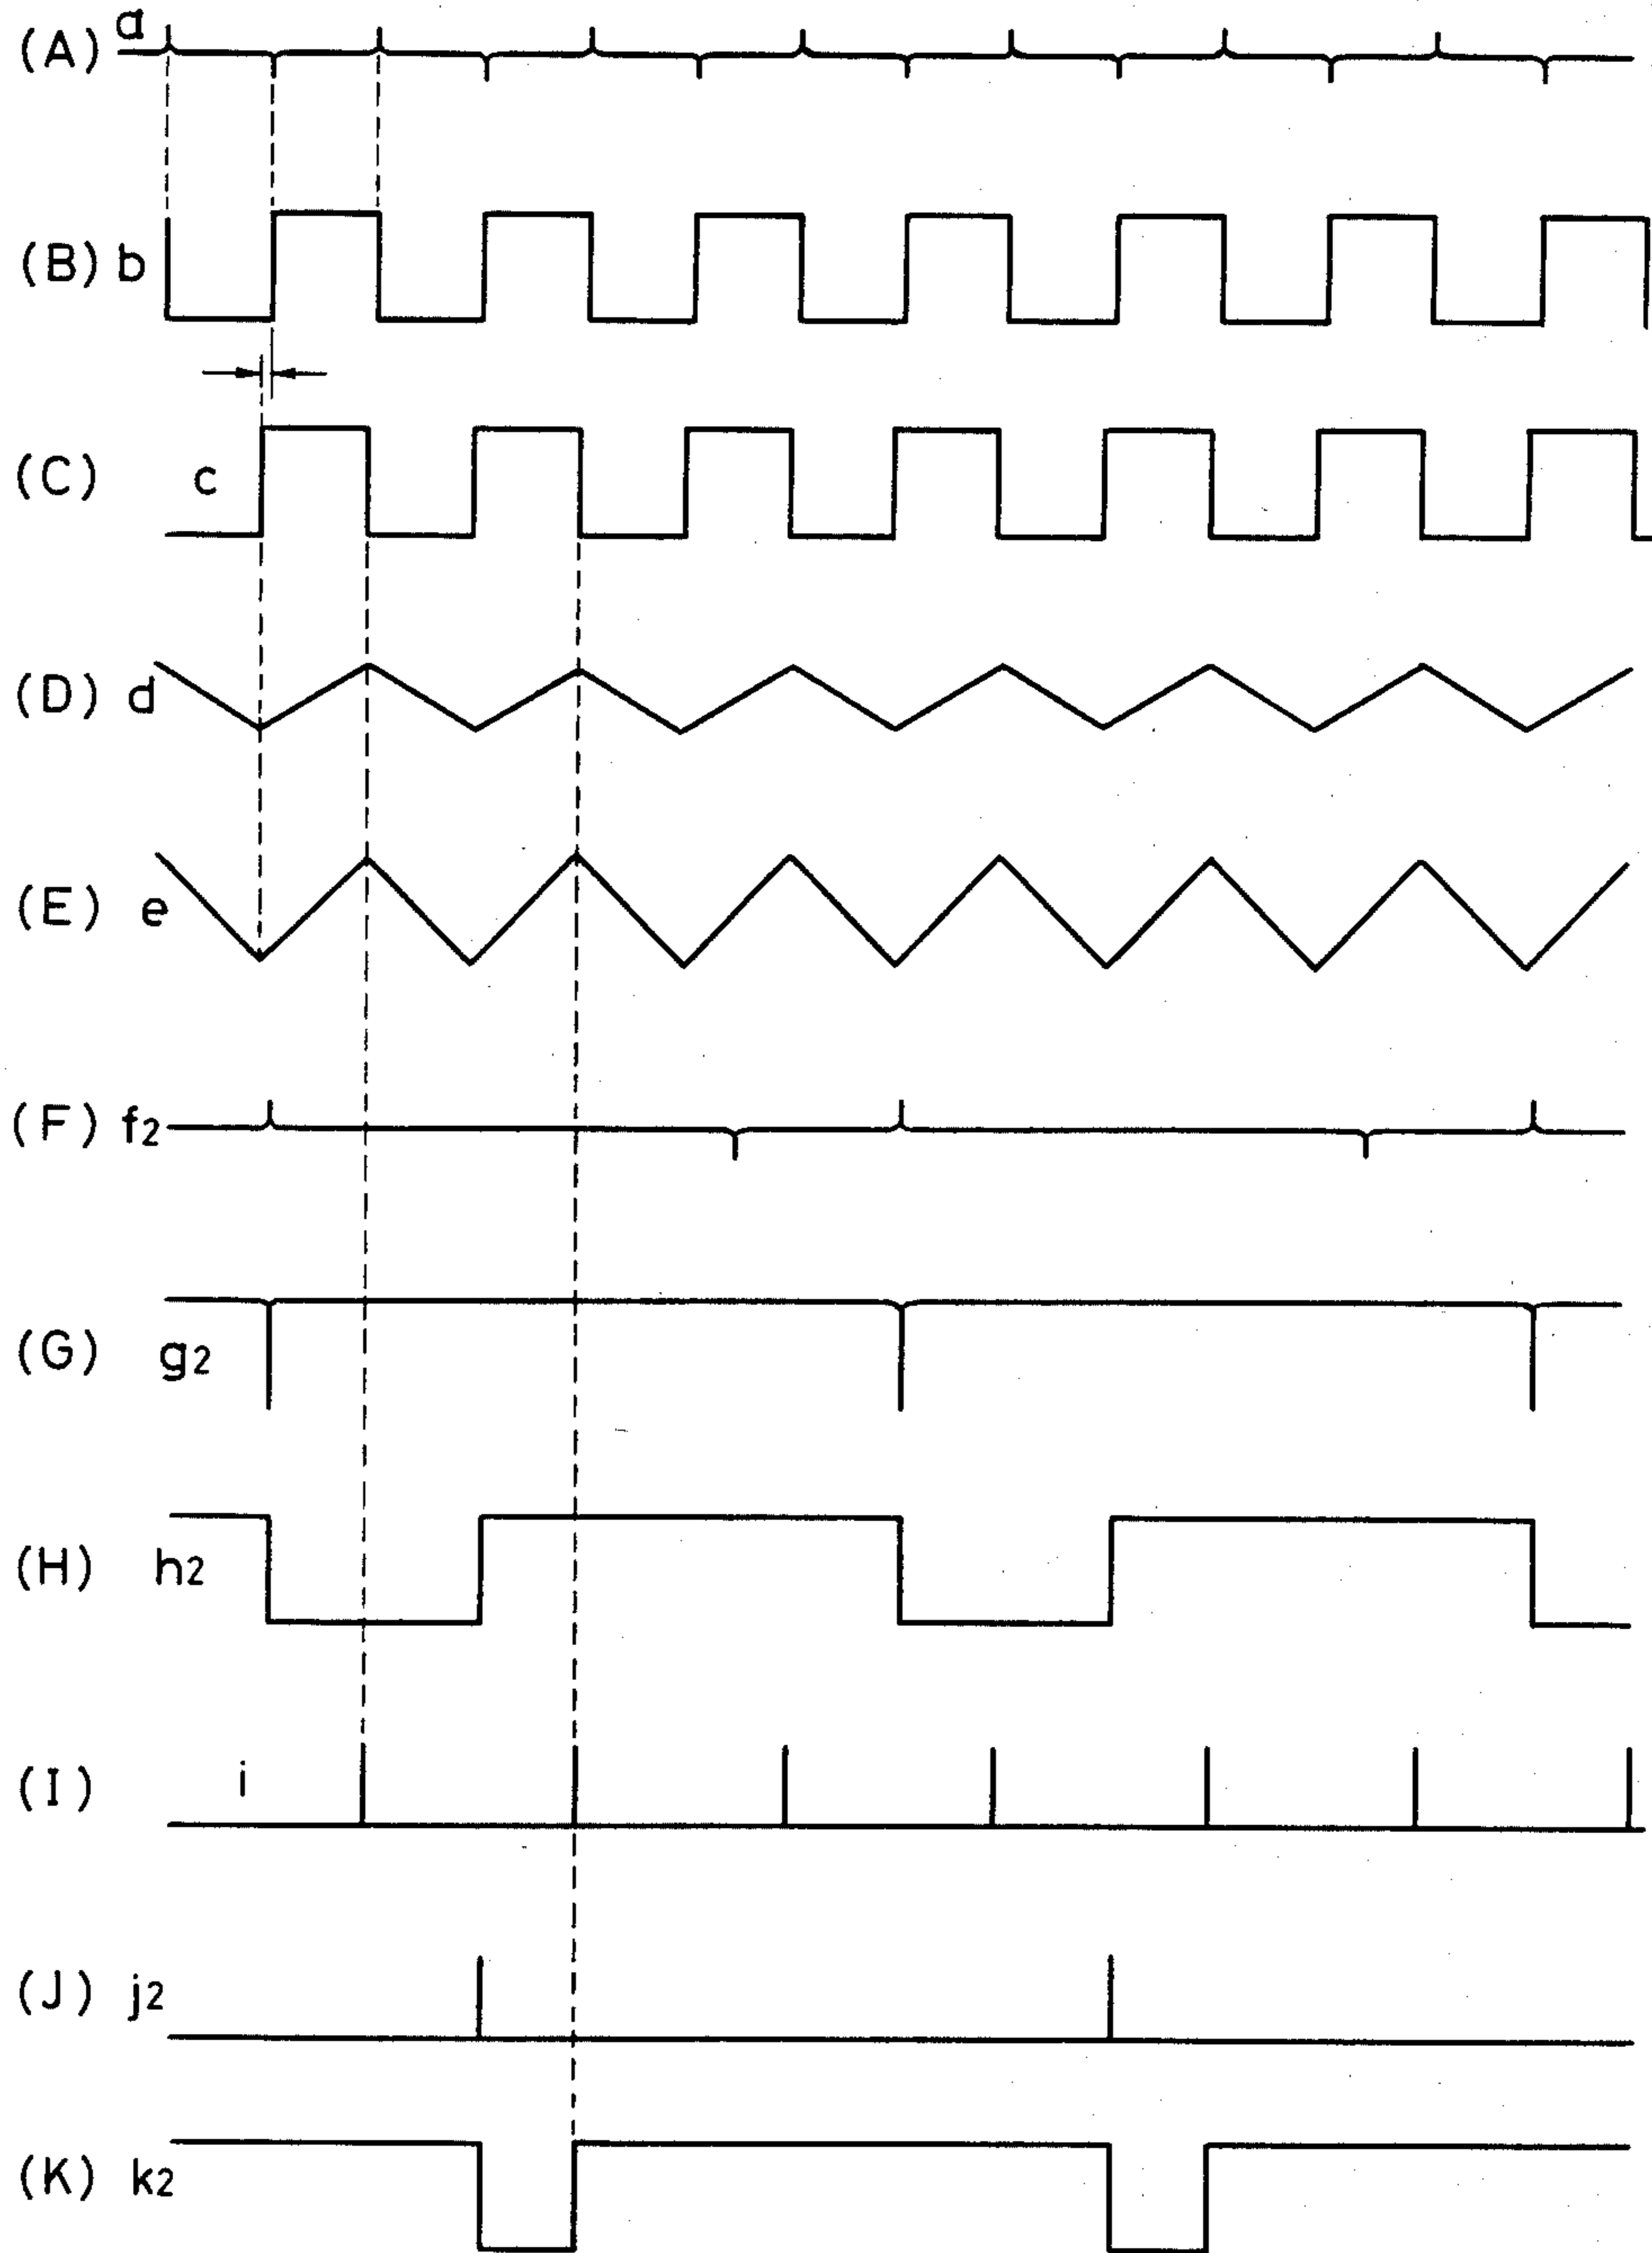 (A) a
(B) b
(C) c
(D) d
(E) e
(F) f2
(G) g2
(H) h2
(I) i
(J) j2
(K) k2